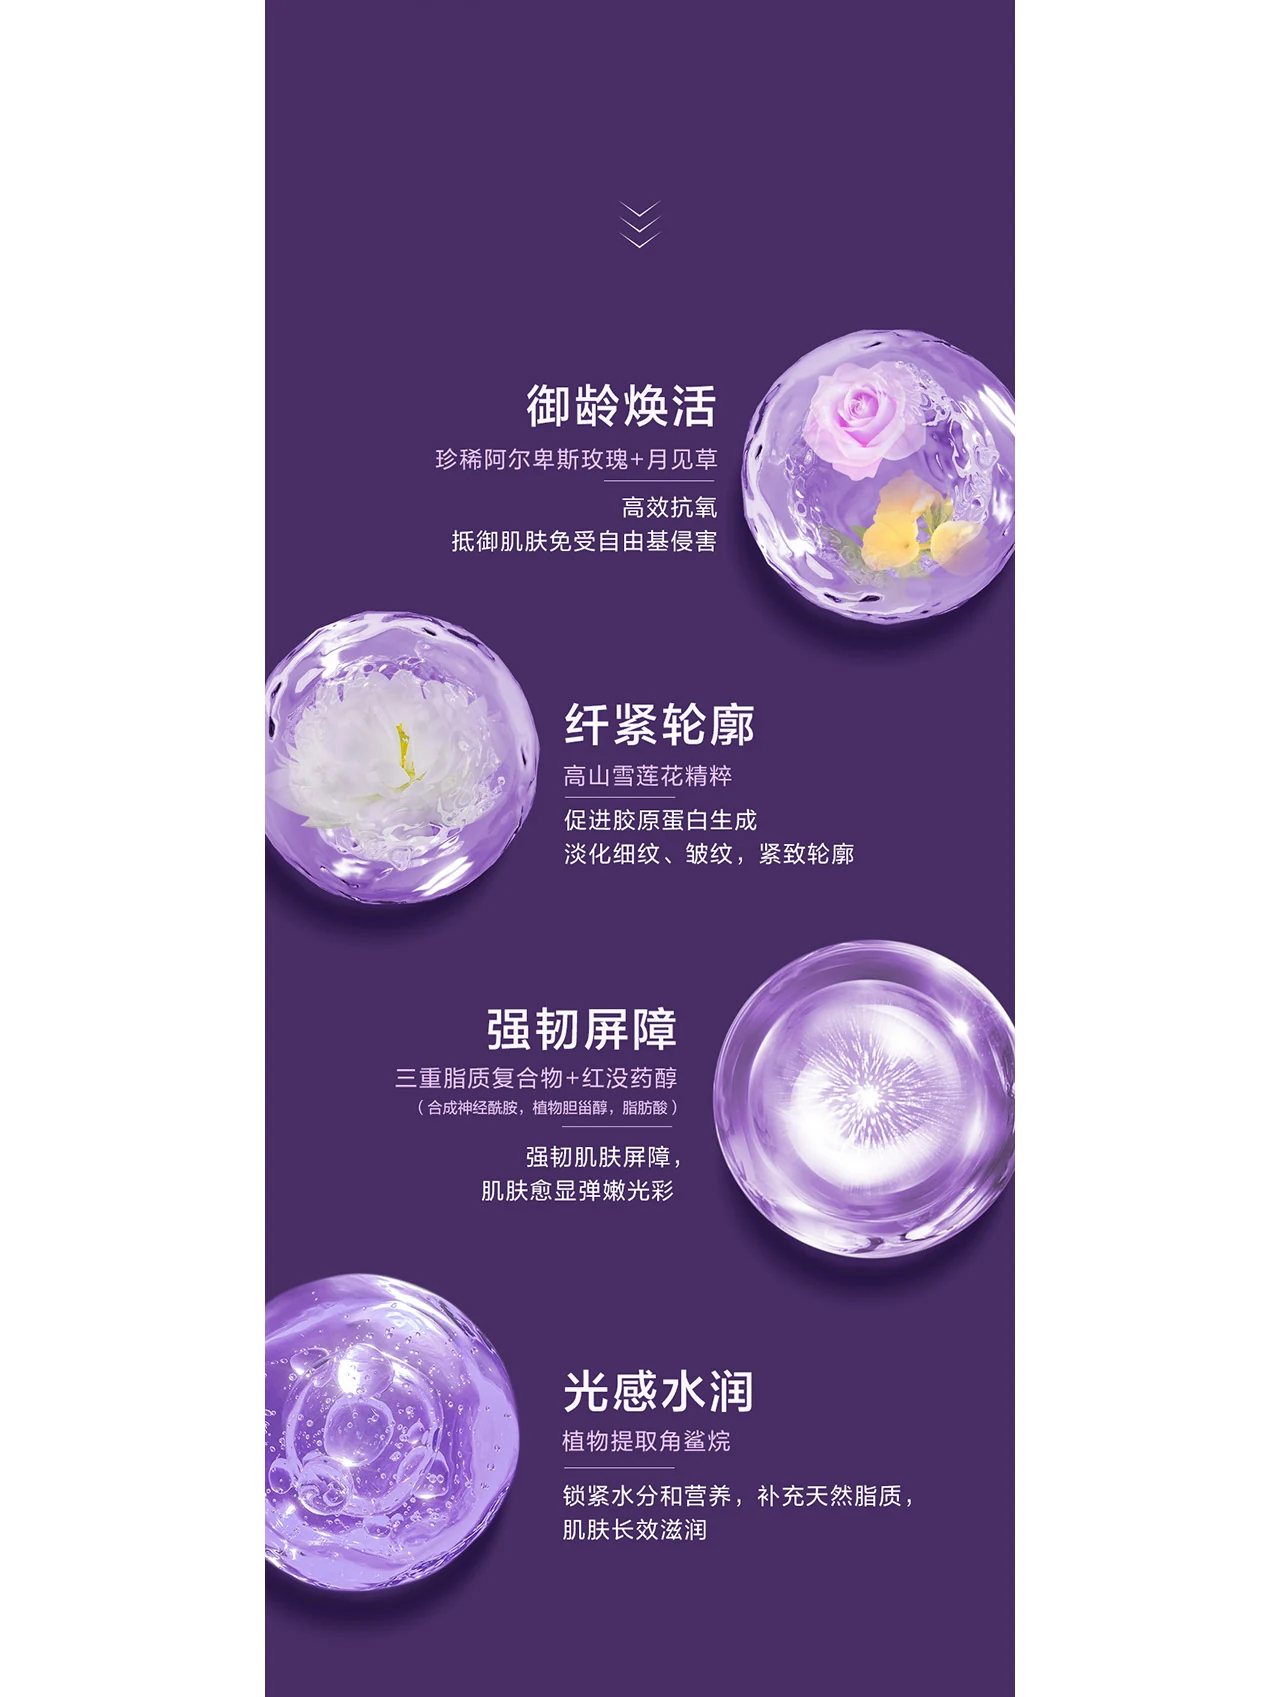 御龄焕活
珍稀阿尔卑斯玫瑰+月见草
高效抗氧
抵御肌肤免受自由基侵害
纤紧轮廓
高山雪莲花精粹
促进胶原蛋白生成
淡化细纹、皱纹，紧致轮廓
强韧屏障
三重脂质复合物+红没药醇
（合成神经酰胺，植物胆甾醇，脂肪酸）
强韧肌肤屏障，
肌肤愈显弹嫩光彩
光感水润
植物提取角鲨烷
锁紧水分和营养，补充天然脂质，
肌肤长效滋润